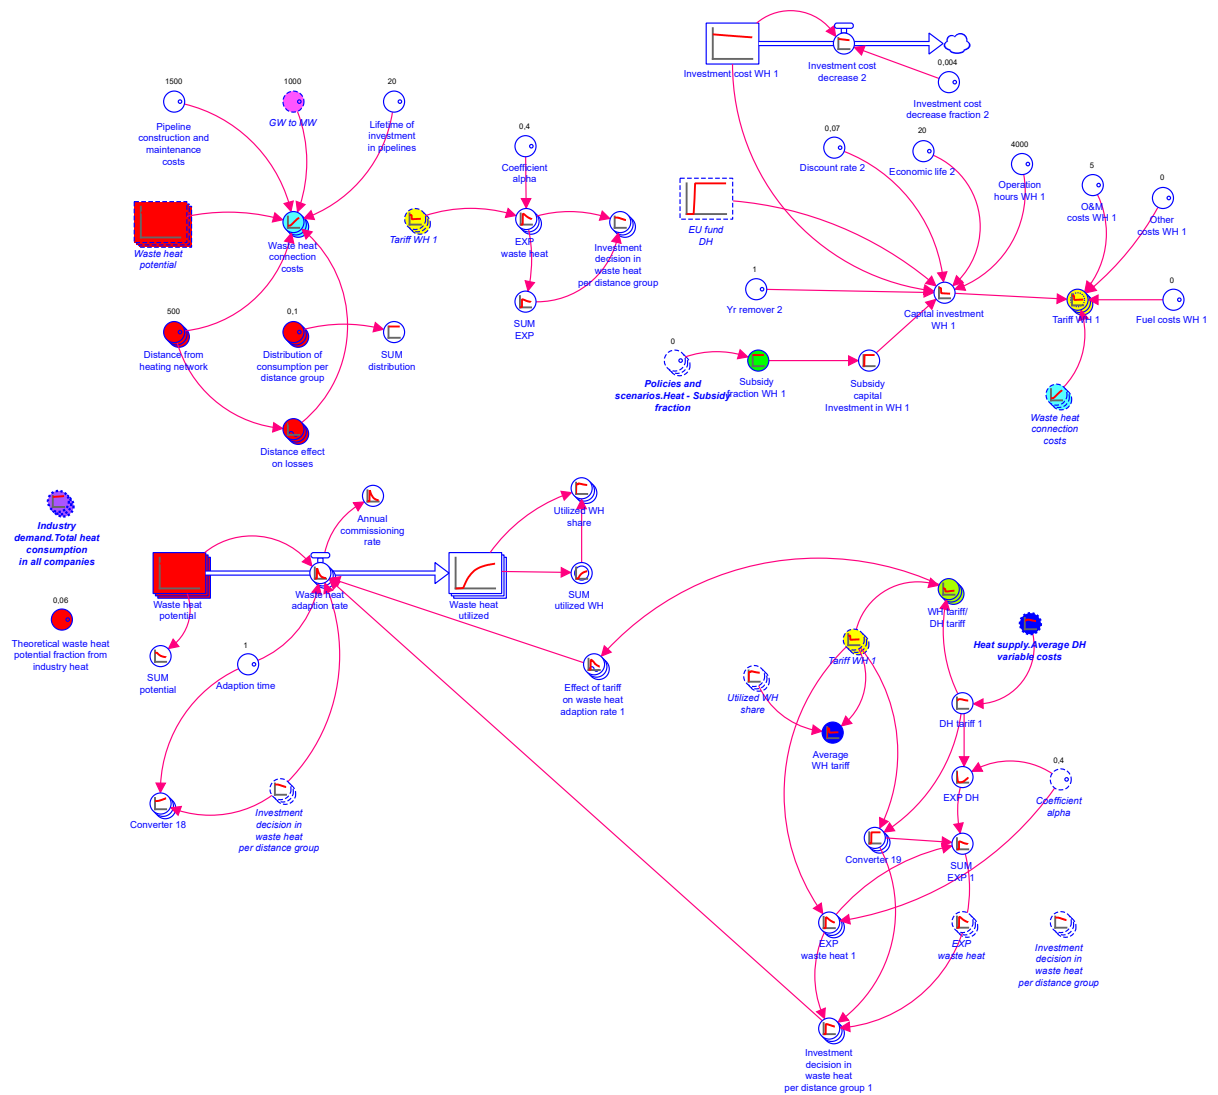 Investment cost WH 1
Investment cost
decrease 2
0,004
Investment cost
decrease fraction 2
1500
Pipeline
construction and
maintenance
costs
1000
GW to MW
20
Lifetime of
investment
in pipelines
0,4
Coefficient
alpha
0,07
Discount rate 2
20
Economic life 2
4000
Operation
hours WH 1
5
O&M
costs WH 1
0
Other
costs WH 1
Waste heat
potential
Waste heat
connection
costs
Tariff WH 1
EXP
waste heat
Investment
decision in
waste heat
per distance group
EU fund
DH
1
Yr remover 2
Capital investment
WH 1
Tariff WH 1
0
Fuel costs WH 1
SUM
EXP
500
Distance from
heating network
0,1
Distribution of
consumption per
distance group
SUM
distribution
0
Policies and
scenarios.Heat - Subsidy
fraction
Subsidy
fraction WH 1
Subsidy
capital
Investment in WH 1
Waste heat
connection
costs
Distance effect
on losses
Industry
demand.Total heat
consumption
in all companies
Annual
commissioning
rate
Utilized WH
share
Waste heat
potential
Waste heat
adaption rate
Waste heat
utilized
SUM
utilized WH
0,06
Theoretical waste heat
potential fraction from
industry heat
SUM
potential
1
Adaption time
Effect of tariff
on waste heat
adaption rate 1
WH tariff/
DH tariff
Tariff WH 1
Heat supply.Average DH
variable costs
Utilized WH
share
DH tariff 1
Average
WH tariff
Converter 18
Investment
decision in
waste heat
per distance group
EXP DH
0,4
Coefficient
alpha
Converter 19
SUM
EXP 1
EXP
waste heat 1
EXP
waste heat
Investment
decision in
waste heat
per distance group
Investment
decision in
waste heat
per distance group 1